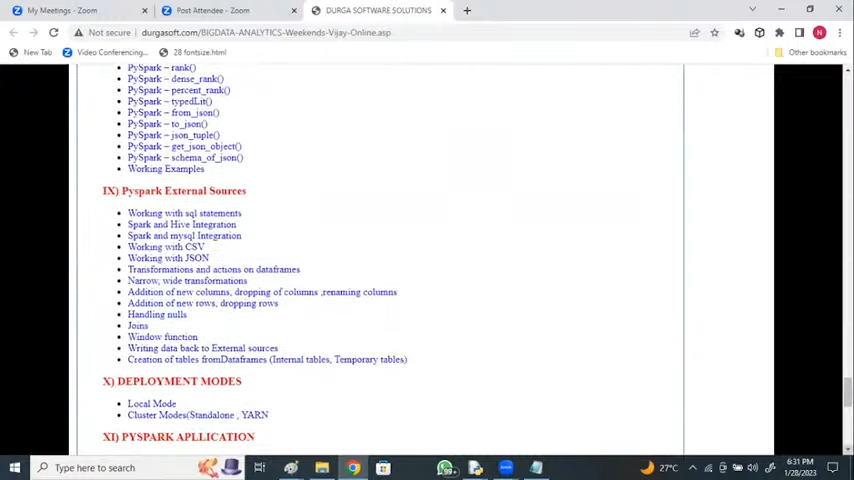 My Meetings - Zoom
Post Attendee - Zoom
DURGA SOFTWARE SOLUTIONS
N
Not secure | durgasoft.com/BIGDATA-ANALYTICS-Weekends-Vijay-Online.asp
New Tab
Video Conferencing...
28 fontsize.html
Other bookmarks
PySpark – rank()
PySpark – dense_rank()
PySpark – percent_rank()
PySpark – typedLit()
PySpark – from_json()
PySpark – to_json()
PySpark – json_tuple()
PySpark – get_json_object()
PySpark – schema_of_json()
Working Examples
IX) Pyspark External Sources
Working with sql statements
Spark and Hive Integration
Spark and mysql Integration
Working with CSV
Working with JSON
Transformations and actions on dataframes
Narrow, wide transformations
Addition of new columns, dropping of columns ,renaming columns
Addition of new rows, dropping rows
Handling nulls
Joins
Window function
Writing data back to External sources
Creation of tables fromDataframes (Internal tables, Temporary tables)
X) DEPLOYMENT MODES
Local Mode
Cluster Modes(Standalone , YARN
XI) PYSPARK APLLICATION
Type here to search
99+
27°C
6:31 PM
1/28/2023